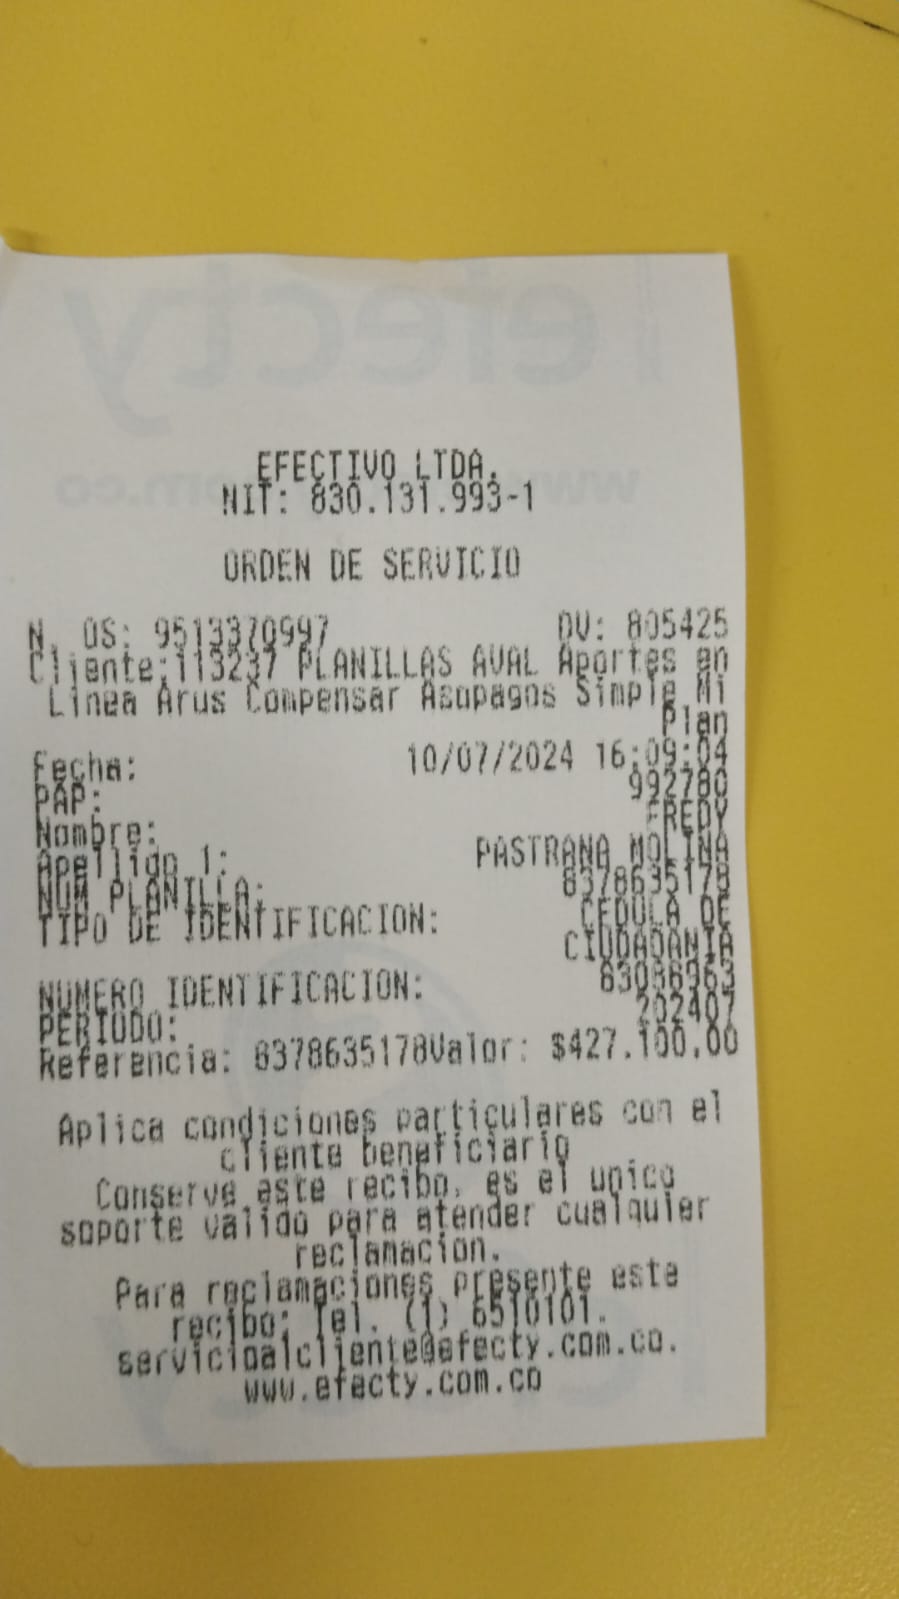 EFECTIVO LTDA.
NIT: 830.131.993-1
ORDEN DE SERVICIO
N. OS: 9513370997 DV: 805425
Cliente:113237 PLANILLAS AVAL Aportes en
Linea Arus Compensar Asopagos Simple Mi
Plan
Fecha: 10/07/2024 16:09:04
PAP: 992780
Nombre: FREDY
Apellido 1: PASTRANA MOLINA
NUM PLANILLA: 8378635178
TIPO DE IDENTIFICACION: CEDULA DE
CIUDADANIA
NUMERO IDENTIFICACION: 83086963
PERIODO: 202407
Referencia: 8378635178Valor: $427.100,00
Aplica condiciones particulares con el
cliente beneficiario
Conserve este recibo, es el unico
soporte valido para atender cualquier
reclamacion.
Para reclamaciones presente este
recibo: Tel. (1) 6510101.
servicioalcliente@efecty.com.co.
www.efecty.com.co